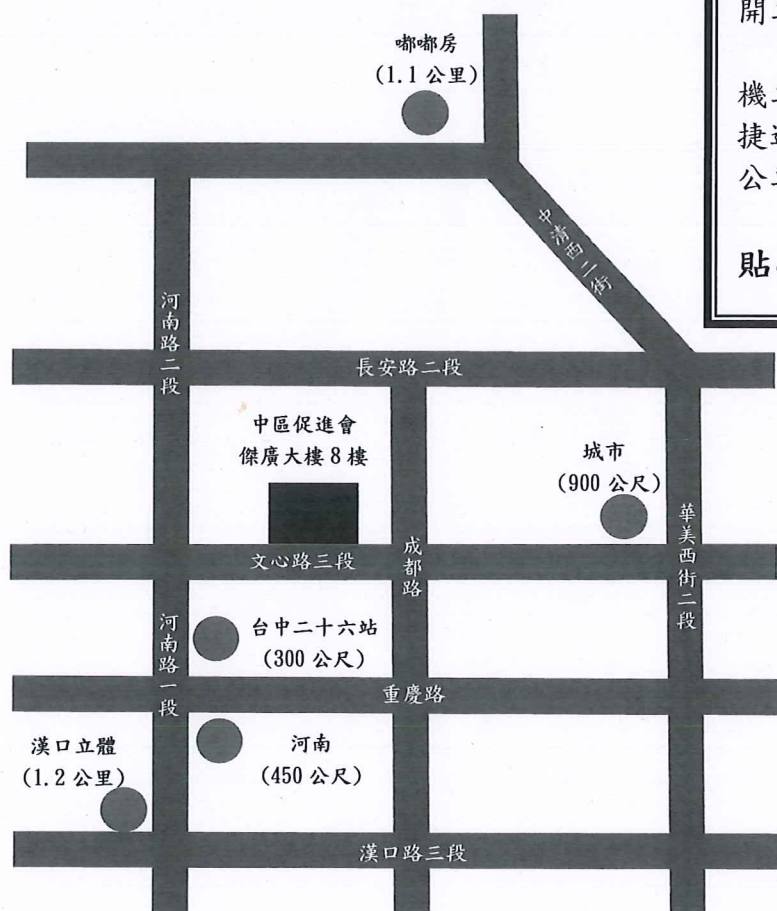 嘟嘟房
(1.1 公里)
中清西二街
河南路二段
長安路二段
中區促進會
傑廣大樓 8 樓
城市
(900 公尺)
華美西街二段
成都路
文心路三段
河南路一段
台中二十六站
(300 公尺)
重慶路
漢口立體
(1.2 公里)
河南
(450 公尺)
漢口路三段
開
機
捷
公
貼